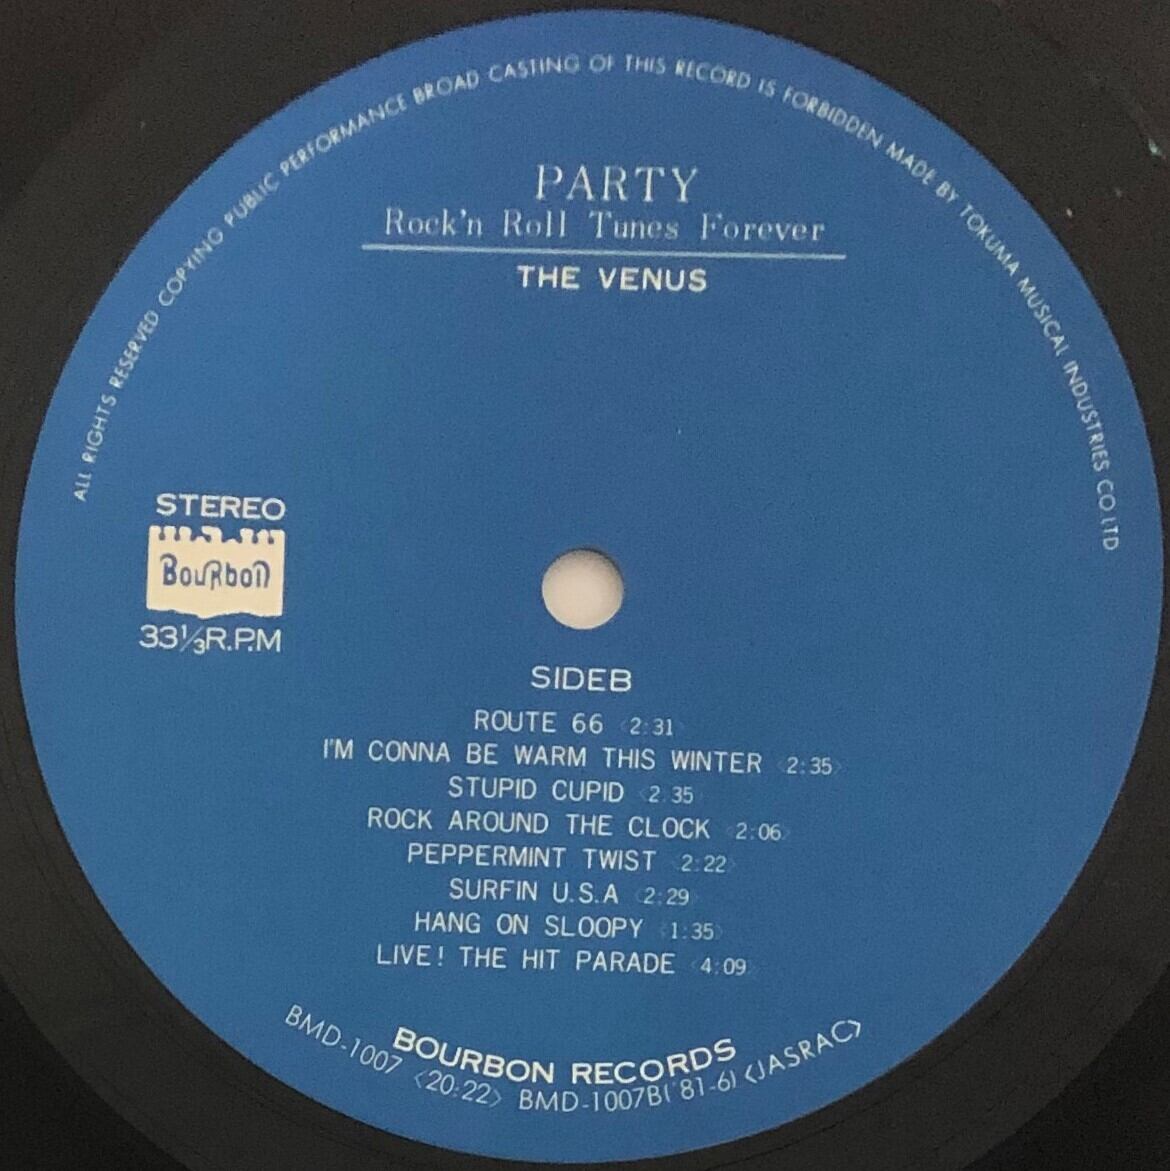 ALL RIGHTS RESERVED COPYING PUBLIC PERFORMANCE BROAD CASTING OF THIS RECORD IS FORBIDDEN MADE BY TOKUMA MUSICAL INDUSTRIES CO.LTD
PARTY
Rock'n Roll Tunes Forever
THE VENUS
STEREO
BouRbon
33⅓R.P.M
SIDEB
ROUTE 66 <2:31>
I'M CONNA BE WARM THIS WINTER <2:35>
STUPID CUPID <2:35>
ROCK AROUND THE CLOCK <2:06>
PEPPERMINT TWIST <2:22>
SURFIN U.S.A <2:29>
HANG ON SLOOPY <1:35>
LIVE! THE HIT PARADE <4:09>
BOURBON RECORDS
BMD-1007 <20:22> BMD-1007B('81-6) <JASRAC>